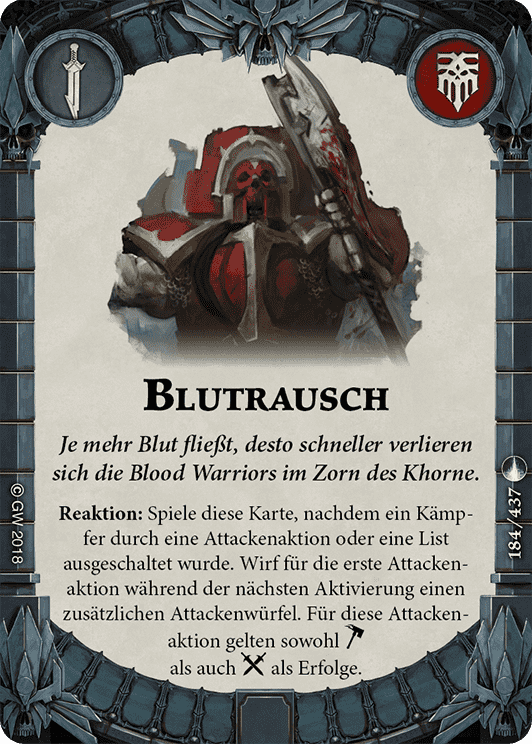 BLUTRAUSCH
Je mehr Blut fließt, desto schneller verlieren
sich die Blood Warriors im Zorn des Khorne.
Reaktion: Spiele diese Karte, nachdem ein Kämp-
fer durch eine Attackenaktion oder eine List
ausgeschaltet wurde. Wirf für die erste Attacken-
aktion während der nächsten Aktivierung einen
zusätzlichen Attackenwürfel. Für diese Attacken-
aktion gelten sowohl
als auch als Erfolge.
© GW 2018
184/437